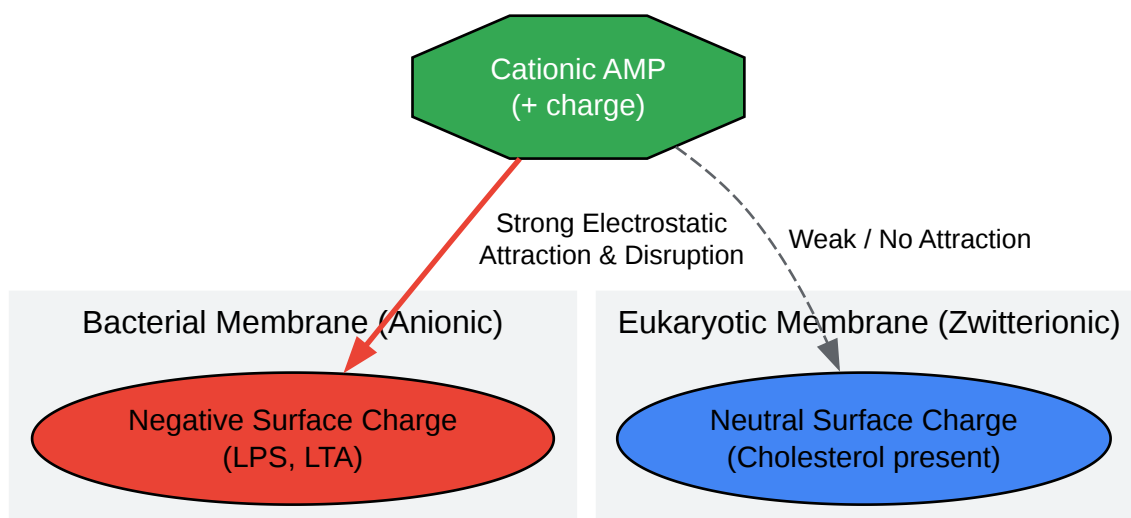 Cationic AMP
(+ charge)
Strong Electrostatic
Attraction & Disruption
Weak / No Attraction
Bacterial Membrane (Anionic)
Negative Surface Charge
(LPS, LTA)
Eukaryotic Membrane (Zwitterionic)
Neutral Surface Charge
(Cholesterol present)